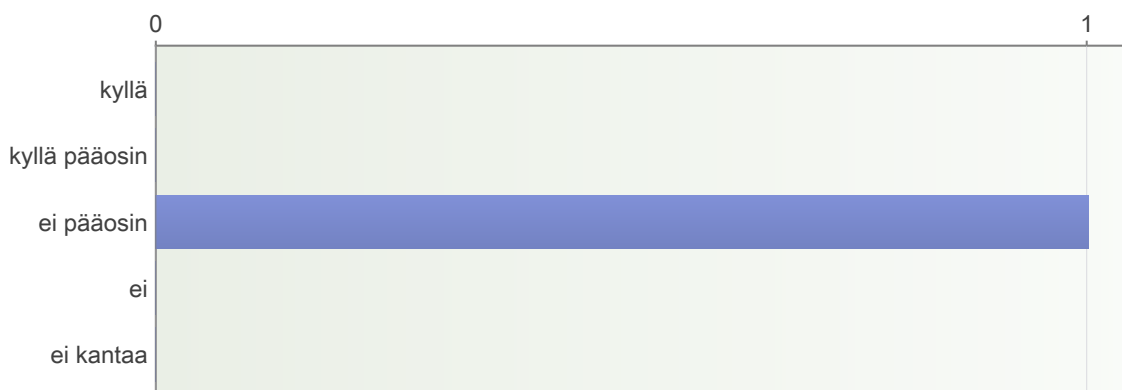 0 1
kyllä
kyllä pääosin
ei pääosin
ei
ei kantaa